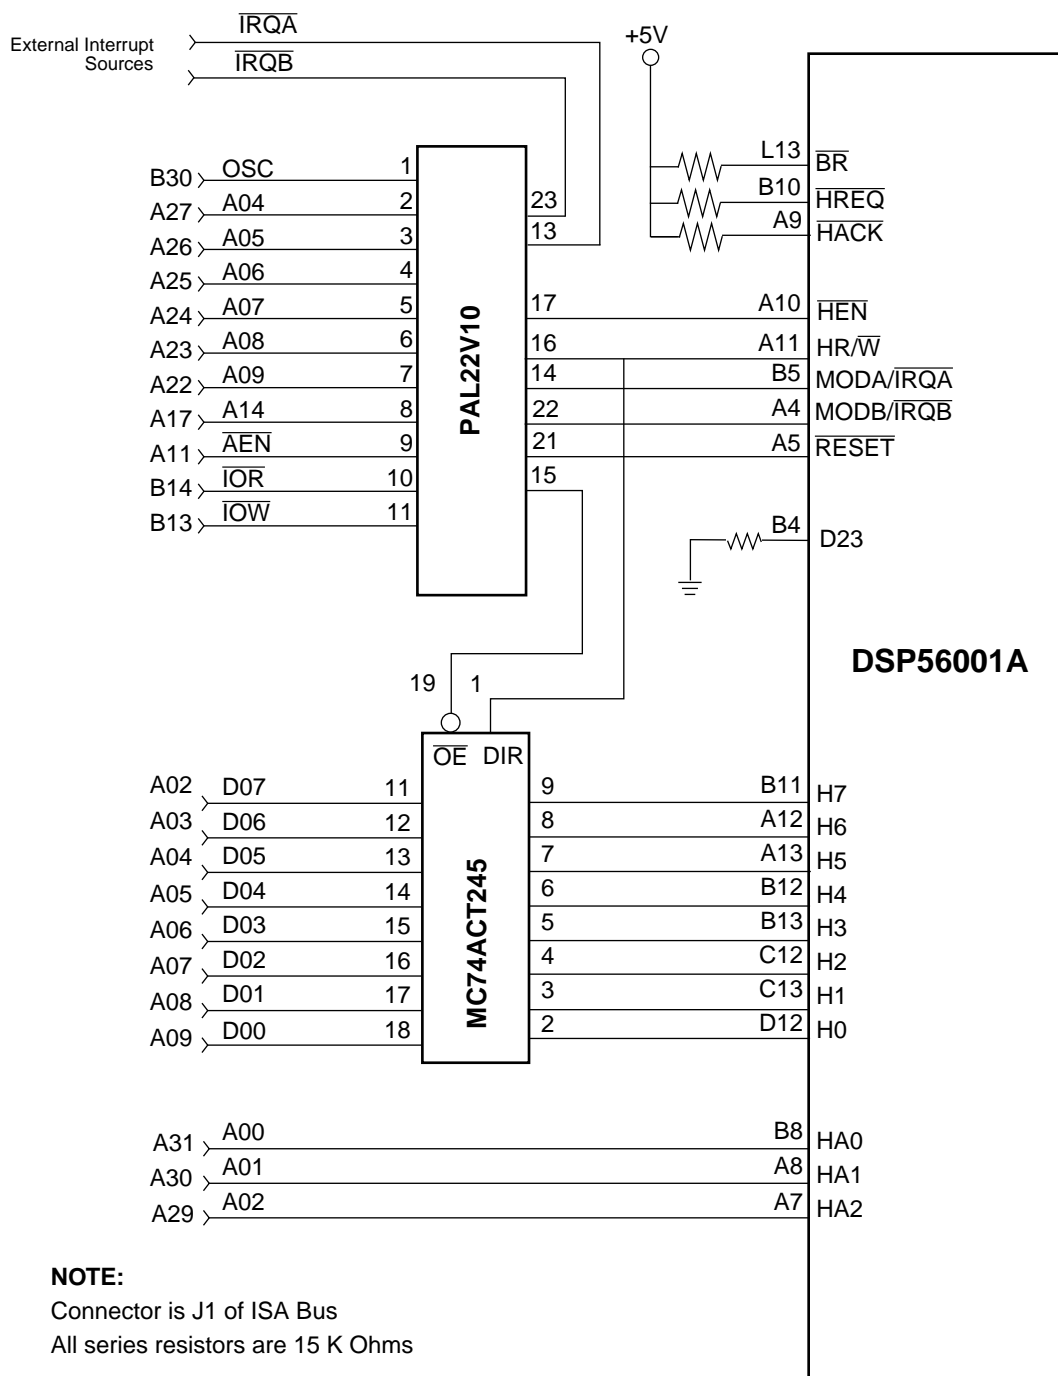 IRQA
External Interrupt
Sources
IRQB
+5V
B30 OSC 1
A27 A04 2
A26 A05 3
A25 A06 4
A24 A07 5
A23 A08 6
A22 A09 7
A17 A14 8
A11 AEN 9
B14 IOR 10
B13 IOW 11
PAL22V10
23
13
17
16
14
22
21
15
L13 BR
B10 HREQ
A9 HACK
A10 HEN
A11 HR/W
B5 MODA/IRQA
A4 MODB/IRQB
A5 RESET
B4 D23
DSP56001A
19 1
OE DIR
MC74ACT245
A02 D07 11
A03 D06 12
A04 D05 13
A05 D04 14
A06 D03 15
A07 D02 16
A08 D01 17
A09 D00 18
9 B11 H7
8 A12 H6
7 A13 H5
6 B12 H4
5 B13 H3
4 C12 H2
3 C13 H1
2 D12 H0
A31 A00 B8 HA0
A30 A01 A8 HA1
A29 A02 A7 HA2
NOTE:
Connector is J1 of ISA Bus
All series resistors are 15 K Ohms